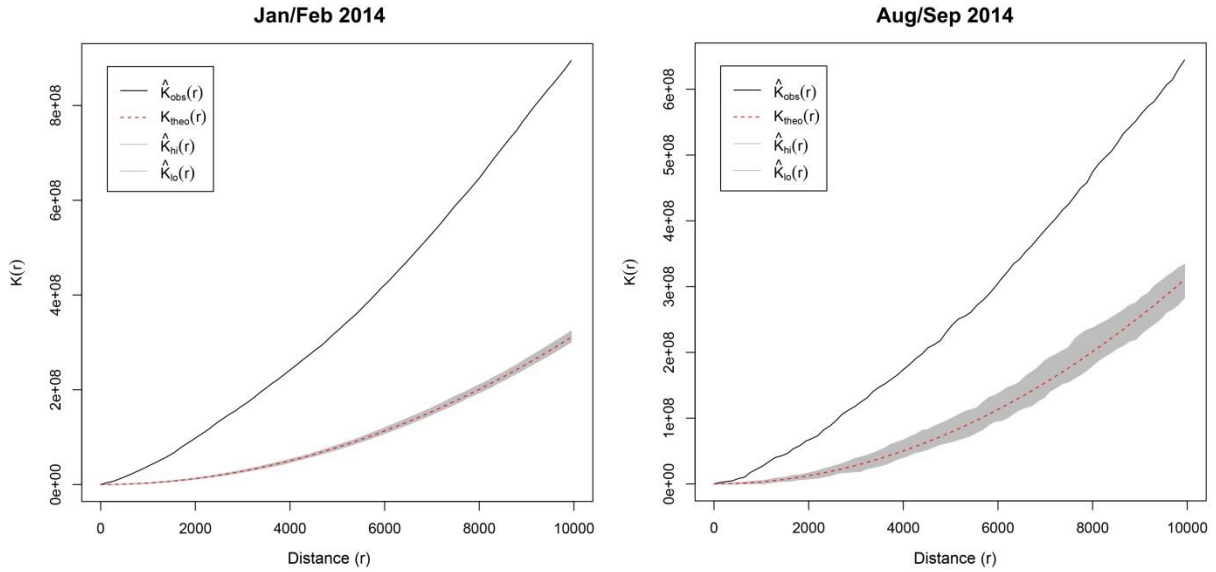 Jan/Feb 2014
K̂obs(r)
Ktheo(r)
K̂hi(r)
K̂lo(r)
K(r)
0e+00
2e+08
4e+08
6e+08
8e+08
0
2000
4000
6000
8000
10000
Distance (r)
Aug/Sep 2014
K̂obs(r)
Ktheo(r)
K̂hi(r)
K̂lo(r)
K(r)
0e+00
1e+08
2e+08
3e+08
4e+08
5e+08
6e+08
0
2000
4000
6000
8000
10000
Distance (r)